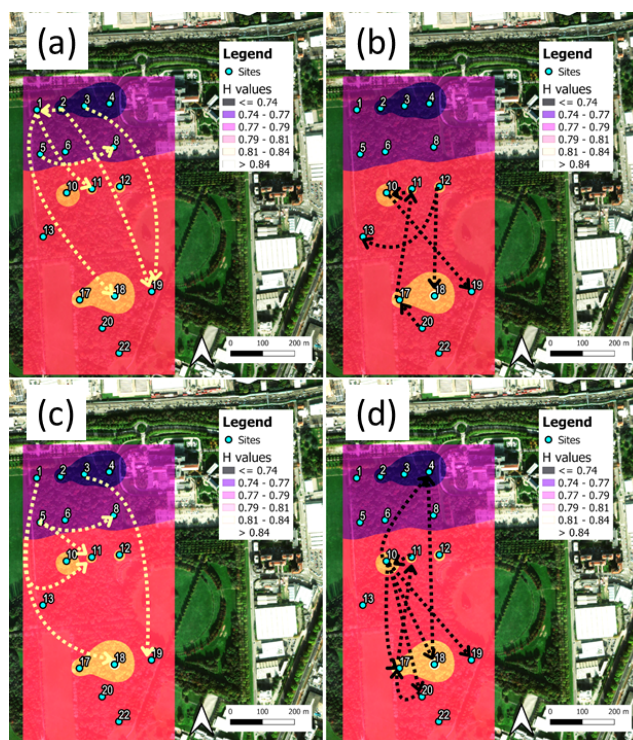 (a)
Legend
Sites
H values
<= 0.74
0.74 - 0.77
0.77 - 0.79
0.79 - 0.81
0.81 - 0.84
> 0.84
1 2 3 4
5 6 8
10 11 12
13
17 18 19
20
22
0 100 200 m
(b)
Legend
Sites
H values
<= 0.74
0.74 - 0.77
0.77 - 0.79
0.79 - 0.81
0.81 - 0.84
> 0.84
1 2 3 4
5 6 8
10 11 12
13
17 18 19
20
22
0 100 200 m
(c)
Legend
Sites
H values
<= 0.74
0.74 - 0.77
0.77 - 0.79
0.79 - 0.81
0.81 - 0.84
> 0.84
1 2 3 4
5 6 8
10 11 12
13
17 18 19
20
22
0 100 200 m
(d)
Legend
Sites
H values
<= 0.74
0.74 - 0.77
0.77 - 0.79
0.79 - 0.81
0.81 - 0.84
> 0.84
1 2 3 4
5 6 8
10 11 12
13
17 18 19
20
22
0 100 200 m